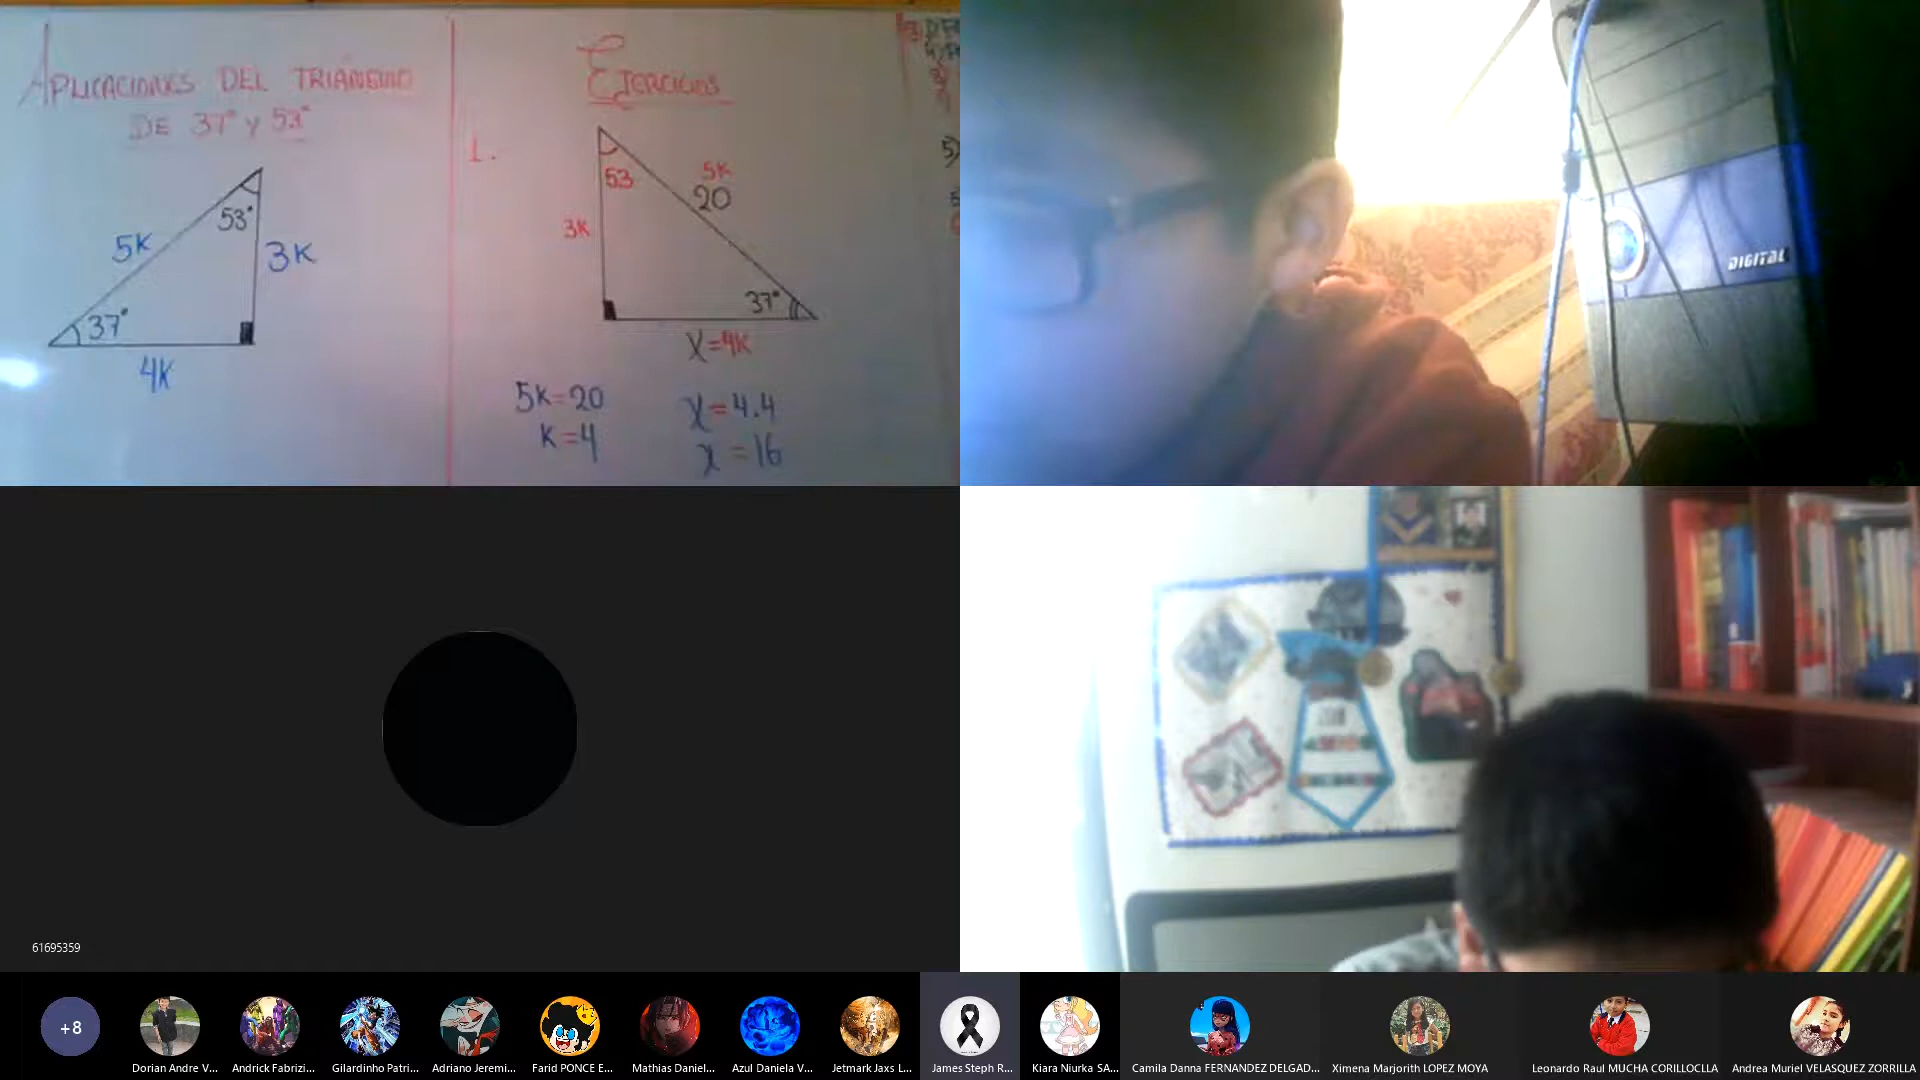 APLICACIONES DEL TRIÁNGULO
DE 37° y 53°
53°
5K
3K
37°
4K
EJERCICIOS
1.
53
5K
20
3K
37°
X=4K
5K=20
K=4
X=4.4
X=16
DIGITAL
61695359
+8
Dorian Andre V...
Andrick Fabrizi...
Gilardinho Patri...
Adriano Jeremi...
Farid PONCE E...
Mathias Daniel...
Azul Daniela V...
Jetmark Jaxs L...
James Steph R...
Kiara Niurka SA...
Camila Danna FERNANDEZ DELGAD...
Ximena Marjorith LOPEZ MOYA
Leonardo Raul MUCHA CORILLOCLLA
Andrea Muriel VELASQUEZ ZORRILLA